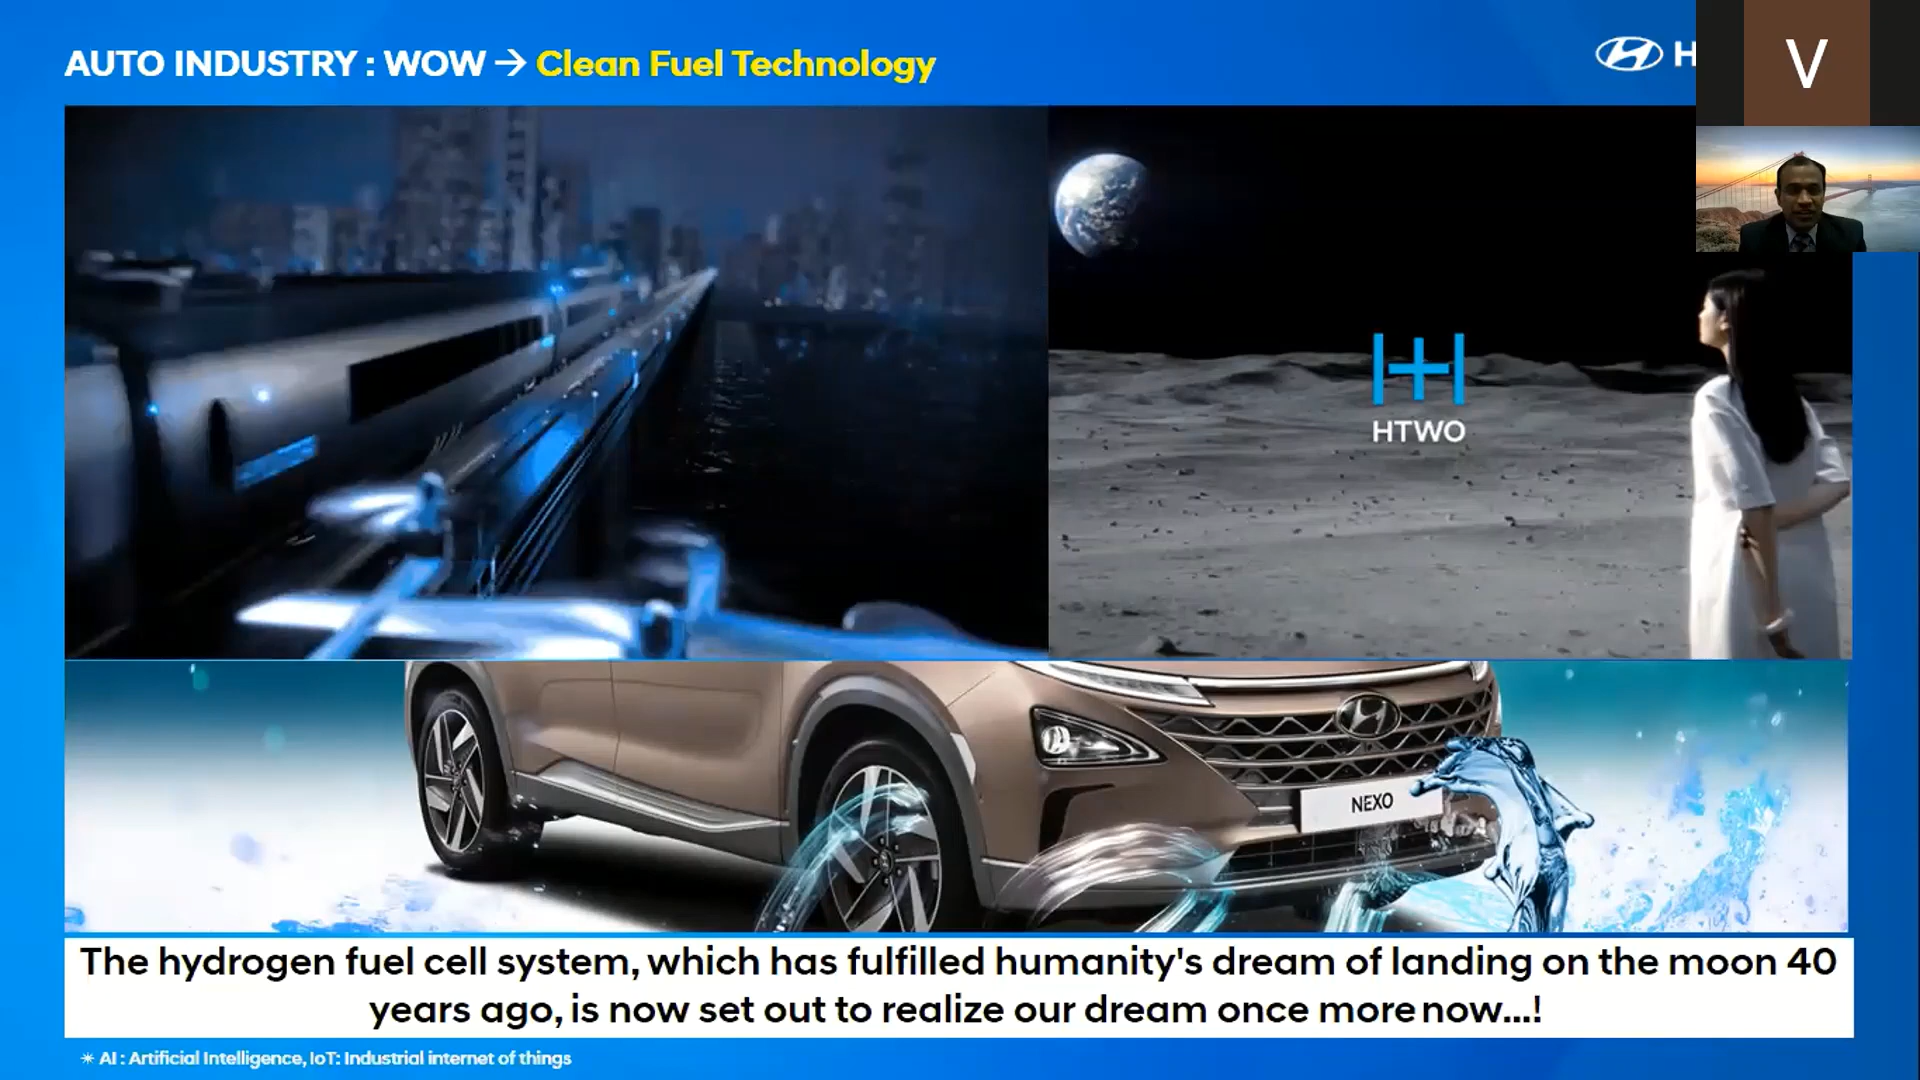 AUTO INDUSTRY : WOW → Clean Fuel Technology
H
V
HTWO
NEXO
The hydrogen fuel cell system, which has fulfilled humanity's dream of landing on the moon 40
years ago, is now set out to realize our dream once more now...!
✴ AI : Artificial Intelligence, IoT: Industrial internet of things